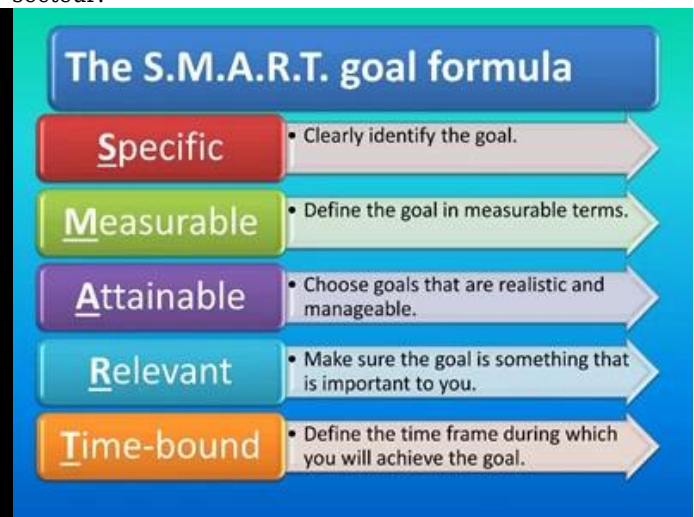 The S.M.A.R.T. goal formula
Specific
• Clearly identify the goal.
Measurable
• Define the goal in measurable terms.
Attainable
• Choose goals that are realistic and
manageable.
Relevant
• Make sure the goal is something that
is important to you.
Time-bound
• Define the time frame during which
you will achieve the goal.